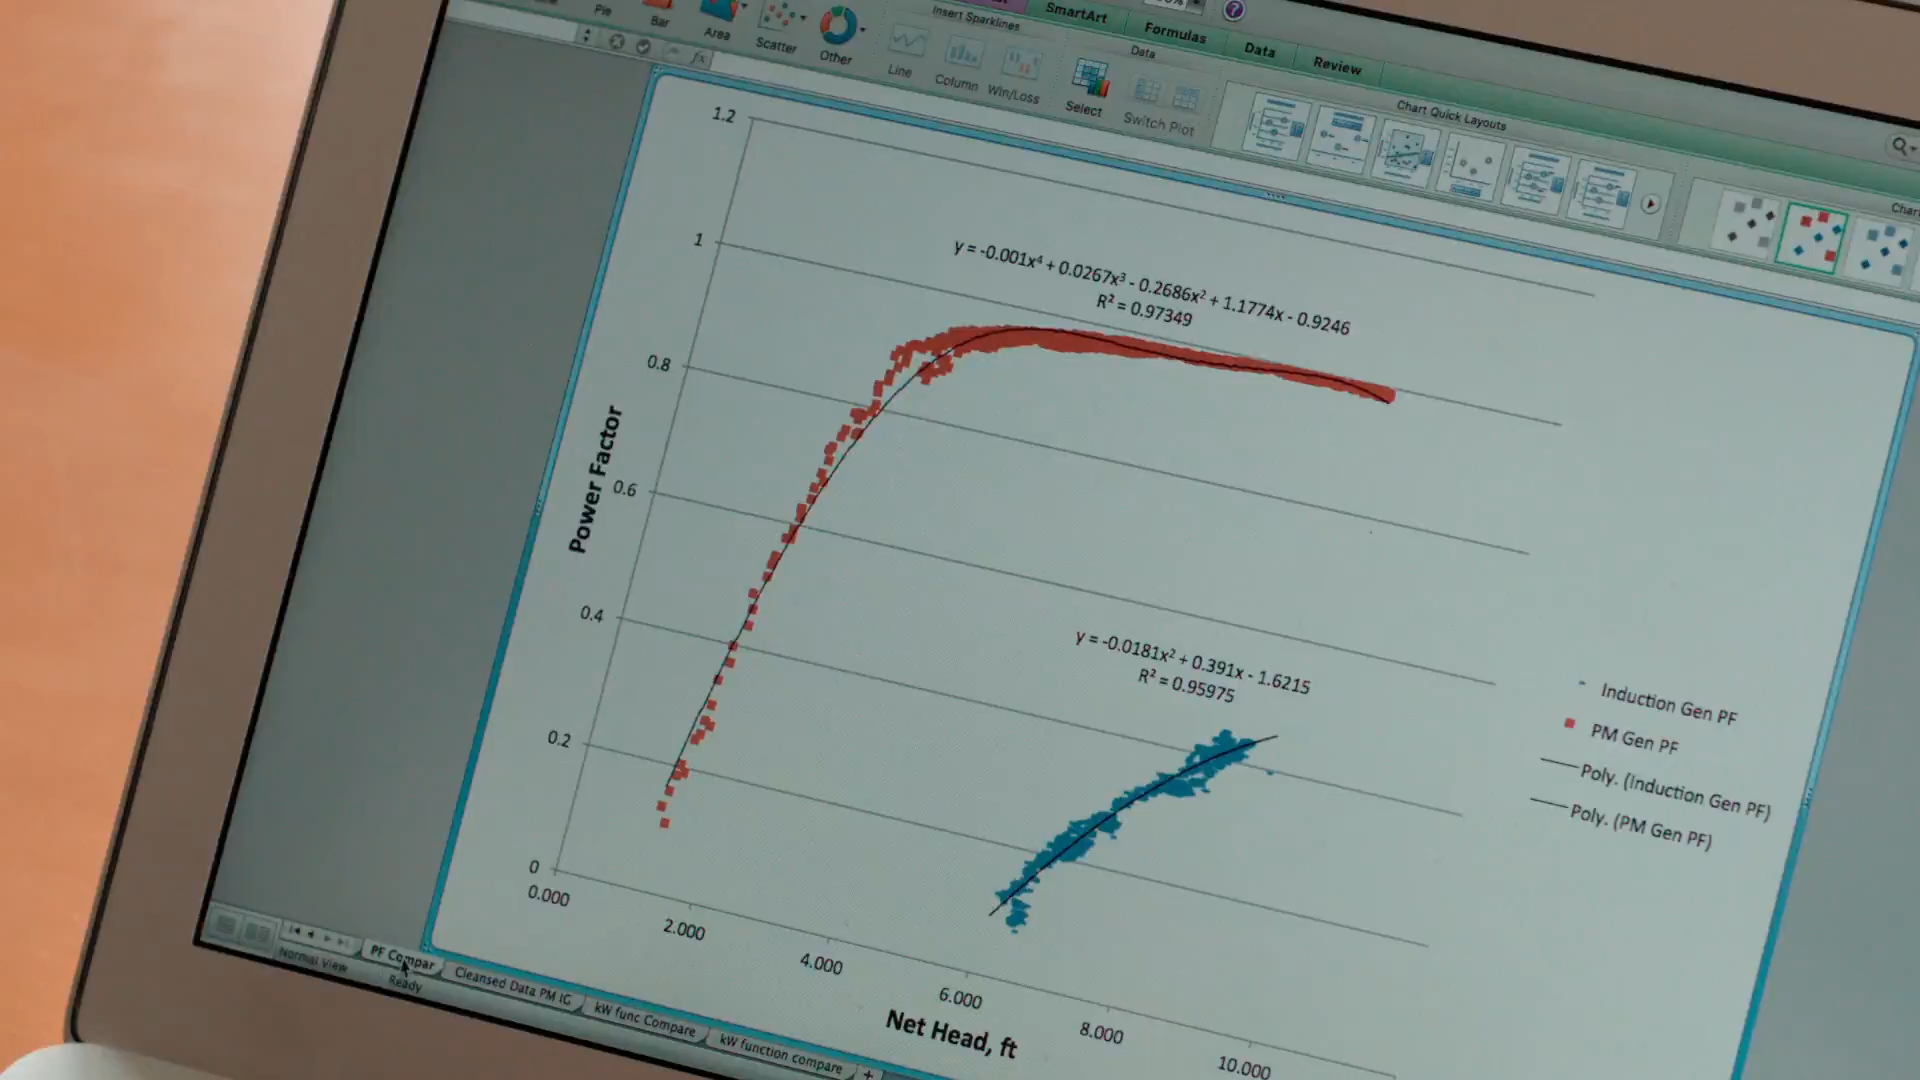 SmartArt
Formulas
Data
Review
Pie
Bar
Area
Scatter
Other
Insert Sparklines
Line
Column
Win/Loss
Data
Select
Switch Plot
Chart Quick Layouts
fx
1.2
1
0.8
0.6
0.4
0.2
0
Power Factor
y = -0.001x⁴ + 0.0267x³ - 0.2686x² + 1.1774x - 0.9246
R² = 0.97349
y = -0.0181x² + 0.391x - 1.6215
R² = 0.95975
Induction Gen PF
PM Gen PF
Poly. (Induction Gen PF)
Poly. (PM Gen PF)
0.000
2.000
4.000
6.000
8.000
10.000
Net Head, ft
PF Compar
Cleansed Data PM IG
kW func Compare
kW function compare
Normal View
Ready